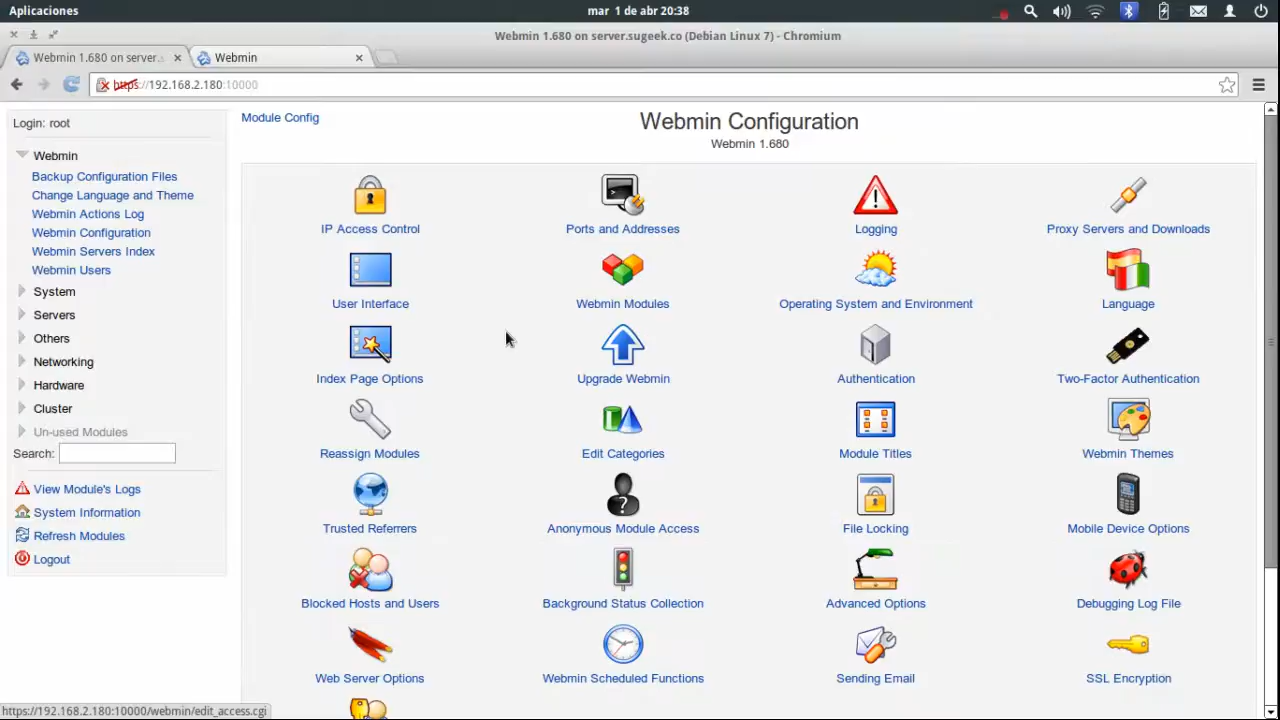 Aplicaciones
mar 1 de abr 20:38
Webmin 1.680 on server.sugeek.co (Debian Linux 7) - Chromium
Webmin 1.680 on server.
Webmin
https://192.168.2.180:10000
Login: root
Webmin
Backup Configuration Files
Change Language and Theme
Webmin Actions Log
Webmin Configuration
Webmin Servers Index
Webmin Users
System
Servers
Others
Networking
Hardware
Cluster
Un-used Modules
Search:
View Module's Logs
System Information
Refresh Modules
Logout
Module Config
Webmin Configuration
Webmin 1.680
IP Access Control
Ports and Addresses
Logging
Proxy Servers and Downloads
User Interface
Webmin Modules
Operating System and Environment
Language
Index Page Options
Upgrade Webmin
Authentication
Two-Factor Authentication
Reassign Modules
Edit Categories
Module Titles
Webmin Themes
Trusted Referrers
Anonymous Module Access
File Locking
Mobile Device Options
Blocked Hosts and Users
Background Status Collection
Advanced Options
Debugging Log File
Web Server Options
Webmin Scheduled Functions
Sending Email
SSL Encryption
https://192.168.2.180:10000/webmin/edit_access.cgi